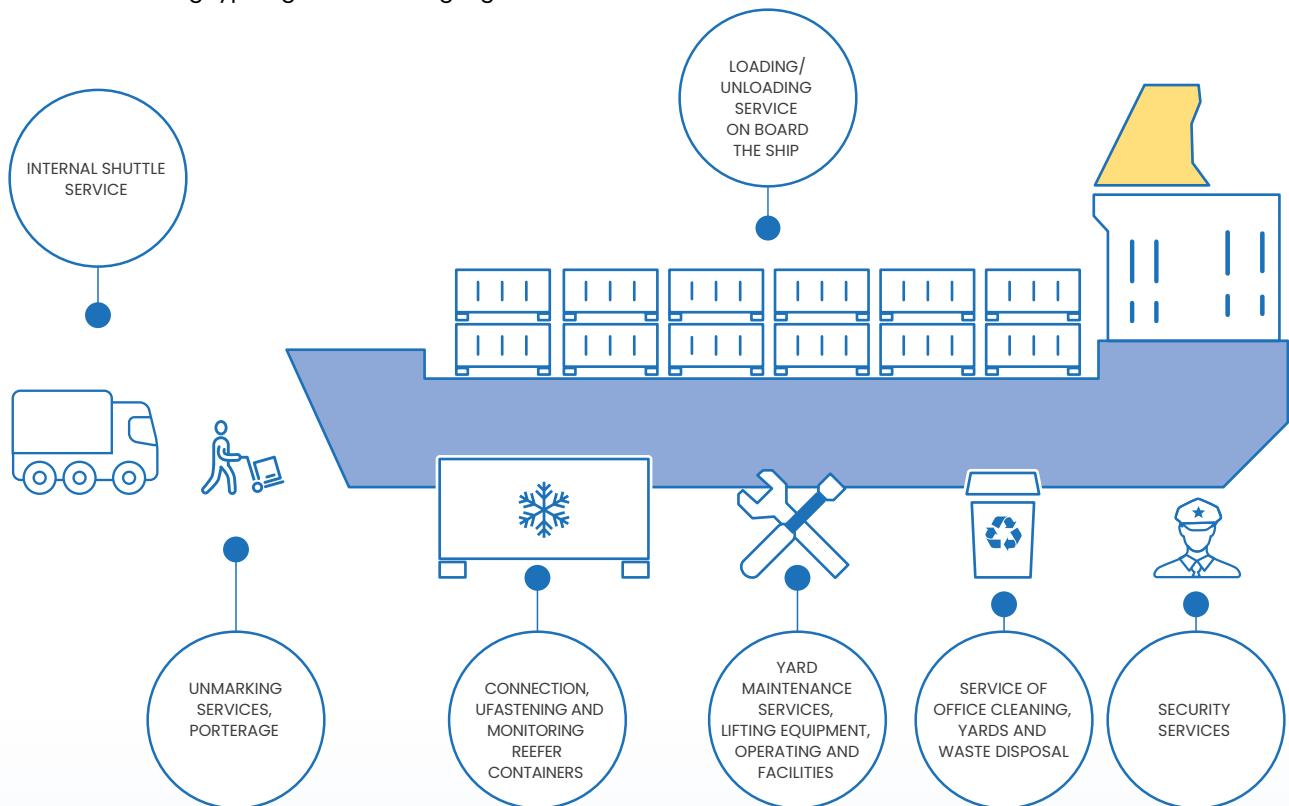 LOADING/
UNLOADING
SERVICE
ON BOARD
THE SHIP
INTERNAL SHUTTLE
SERVICE
UNMARKING
SERVICES,
PORTERAGE
CONNECTION,
UFASTENING AND
MONITORING
REEFER
CONTAINERS
YARD
MAINTENANCE
SERVICES,
LIFTING EQUIPMENT,
OPERATING AND
FACILITIES
SERVICE OF
OFFICE CLEANING,
YARDS AND
WASTE DISPOSAL
SECURITY
SERVICES